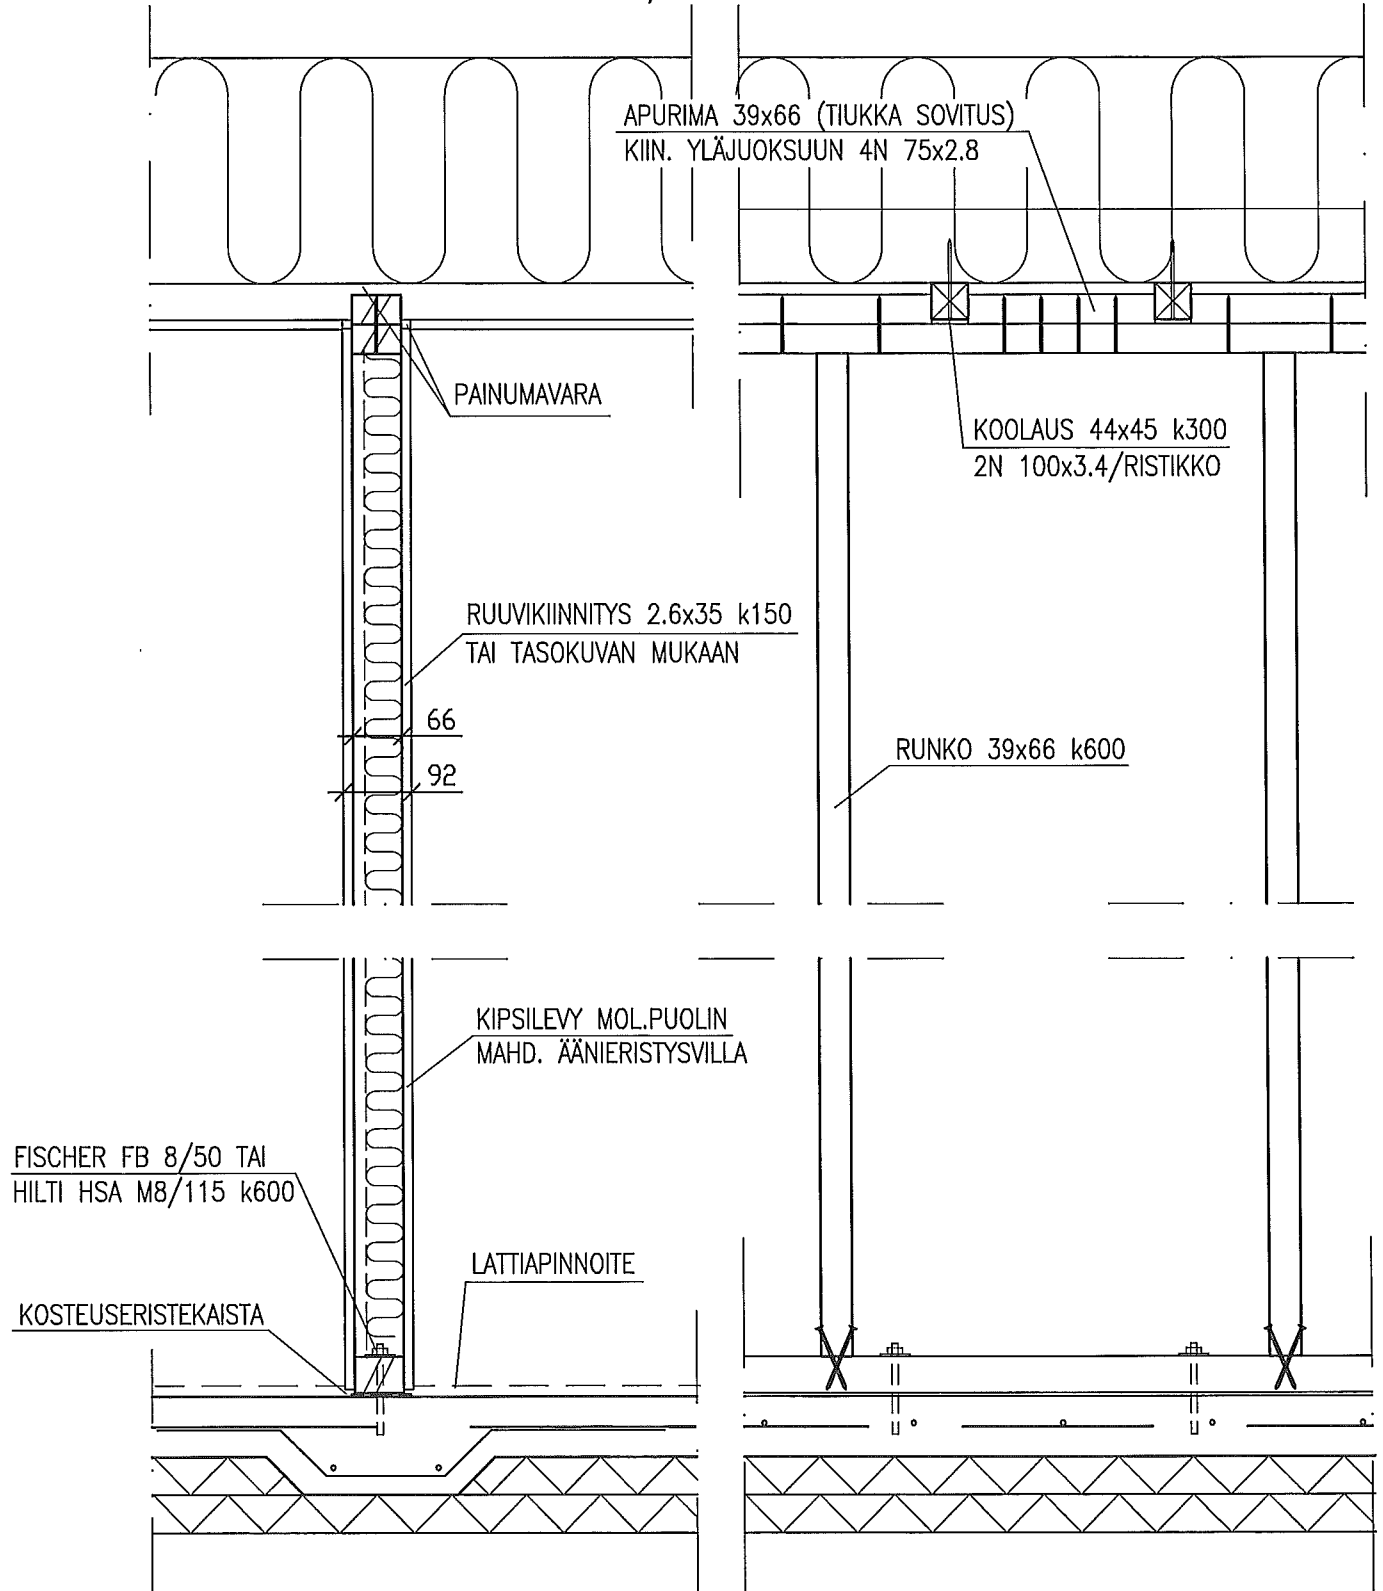 APURIMA 39x66 (TIUKKA SOVITUS)
KIIN. YLÄJUOKSUUN 4N 75x2.8
PAINUMAVARA
KOOLAUS 44x45 k300
2N 100x3.4/RISTIKKO
RUUVIKIINNITYS 2.6x35 k150
TAI TASOKUVAN MUKAAN
66
92
RUNKO 39x66 k600
KIPSILEVY MOL.PUOLIN
MAHD. ÄÄNIERISTYSVILLA
FISCHER FB 8/50 TAI
HILTI HSA M8/115 k600
LATTIAPINNOITE
KOSTEUSERISTEKAISTA